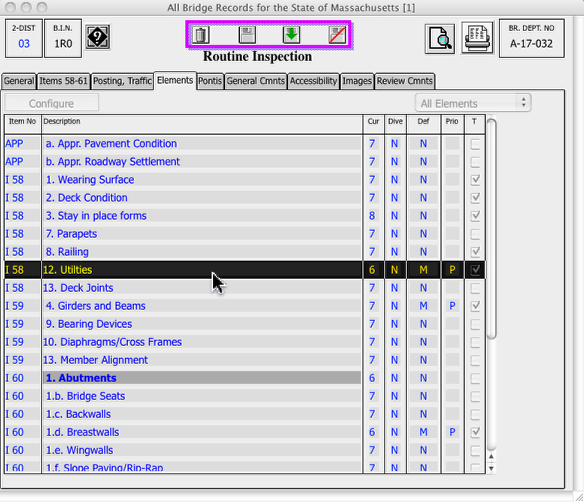 All Bridge Records for the State of Massachusetts [1]
2-DIST
03
B.I.N.
1R0
?
BR. DEPT. NO
A-17-032
Routine Inspection
General Items 58-61 Posting, Traffic Elements Pontis General Cmnts Accessibility Images Review Cmnts
Configure All Elements
Item No Description Cur Dive Def Prio T
APP a. Appr. Pavement Condition 7 N N
APP b. Appr. Roadway Settlement 7 N N
I 58 1. Wearing Surface 7 N N
I 58 2. Deck Condition 7 N N
I 58 3. Stay in place forms 8 N N
I 58 7. Parapets 7 N N
I 58 8. Railing 7 N N
I 58 12. Utilties 6 N M P
I 58 13. Deck Joints 7 N N
I 59 4. Girders and Beams 7 N M P
I 59 9. Bearing Devices 7 N N
I 59 10. Diaphragms/Cross Frames 7 N N
I 59 13. Member Alignment 7 N N
I 60 1. Abutments 6 N N
I 60 1.b. Bridge Seats 7 N N
I 60 1.c. Backwalls 7 N N
I 60 1.d. Breastwalls 6 N M P
I 60 1.e. Wingwalls 7 N N
I 60 1.f. Slope Paving/Rip-Rap 7 N N